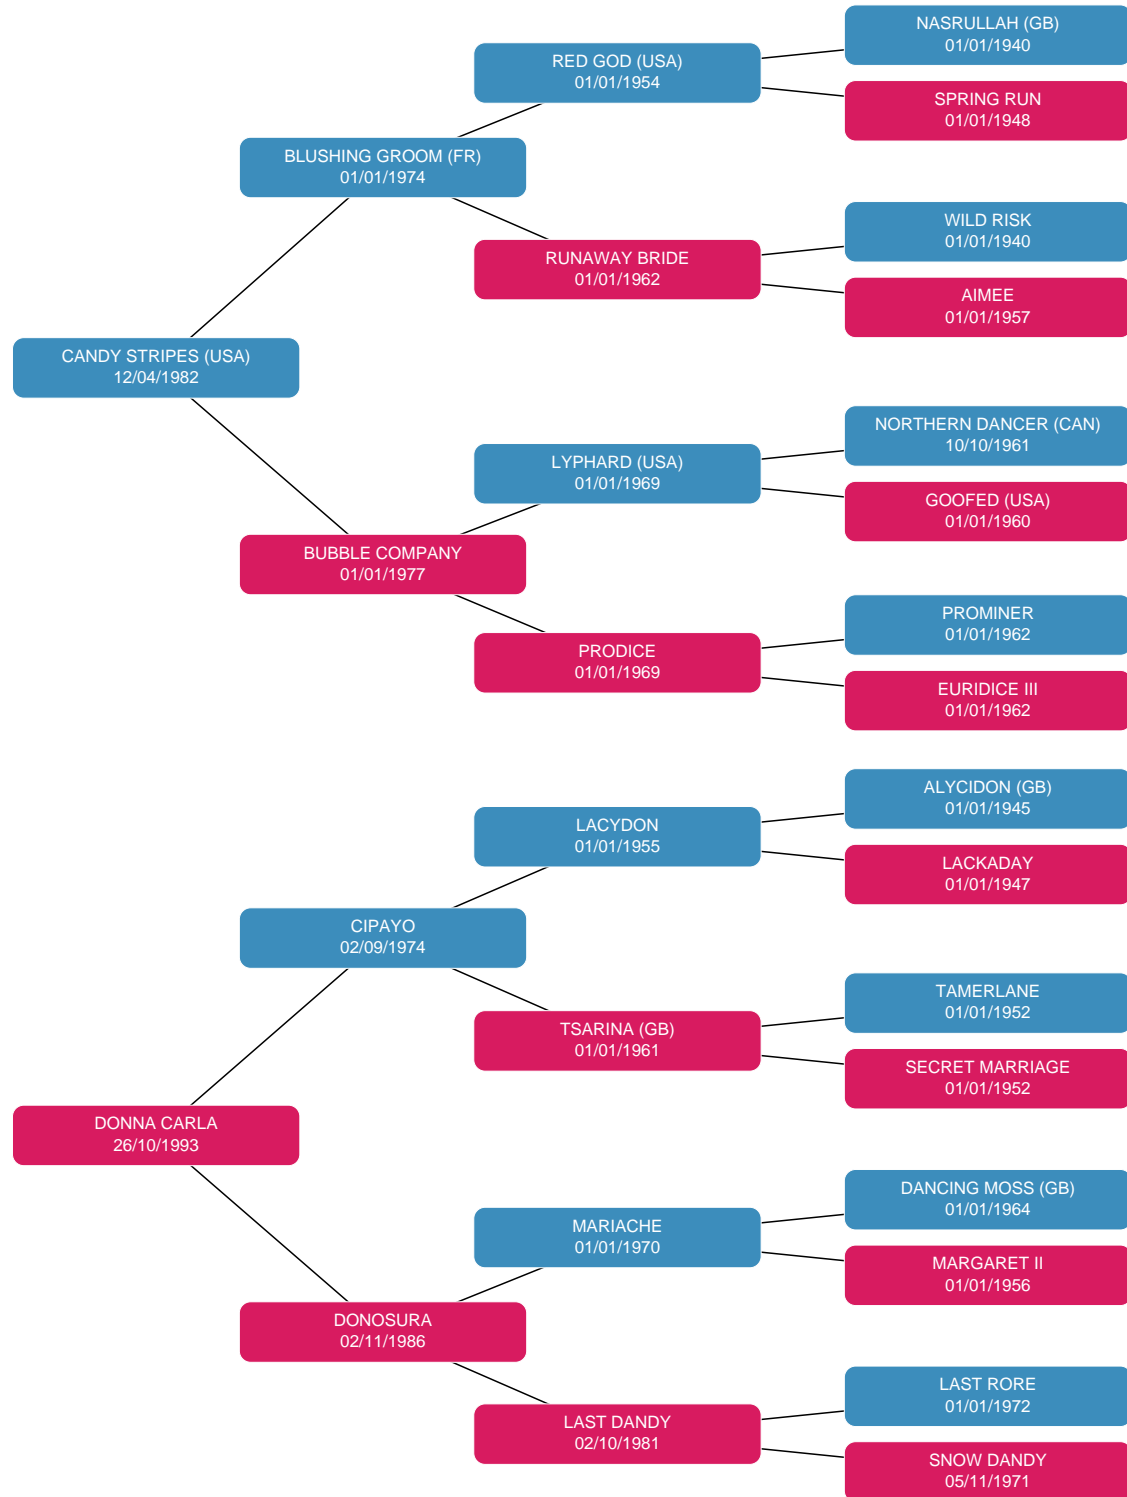 NASRULLAH (GB)
01/01/1940
RED GOD (USA)
01/01/1954
SPRING RUN
01/01/1948
BLUSHING GROOM (FR)
01/01/1974
WILD RISK
01/01/1940
RUNAWAY BRIDE
01/01/1962
AIMEE
01/01/1957
CANDY STRIPES (USA)
12/04/1982
NORTHERN DANCER (CAN)
10/10/1961
LYPHARD (USA)
01/01/1969
GOOFED (USA)
01/01/1960
BUBBLE COMPANY
01/01/1977
PROMINER
01/01/1962
PRODICE
01/01/1969
EURIDICE III
01/01/1962
ALYCIDON (GB)
01/01/1945
LACYDON
01/01/1955
LACKADAY
01/01/1947
CIPAYO
02/09/1974
TAMERLANE
01/01/1952
TSARINA (GB)
01/01/1961
SECRET MARRIAGE
01/01/1952
DONNA CARLA
26/10/1993
DANCING MOSS (GB)
01/01/1964
MARIACHE
01/01/1970
MARGARET II
01/01/1956
DONOSURA
02/11/1986
LAST RORE
01/01/1972
LAST DANDY
02/10/1981
SNOW DANDY
05/11/1971